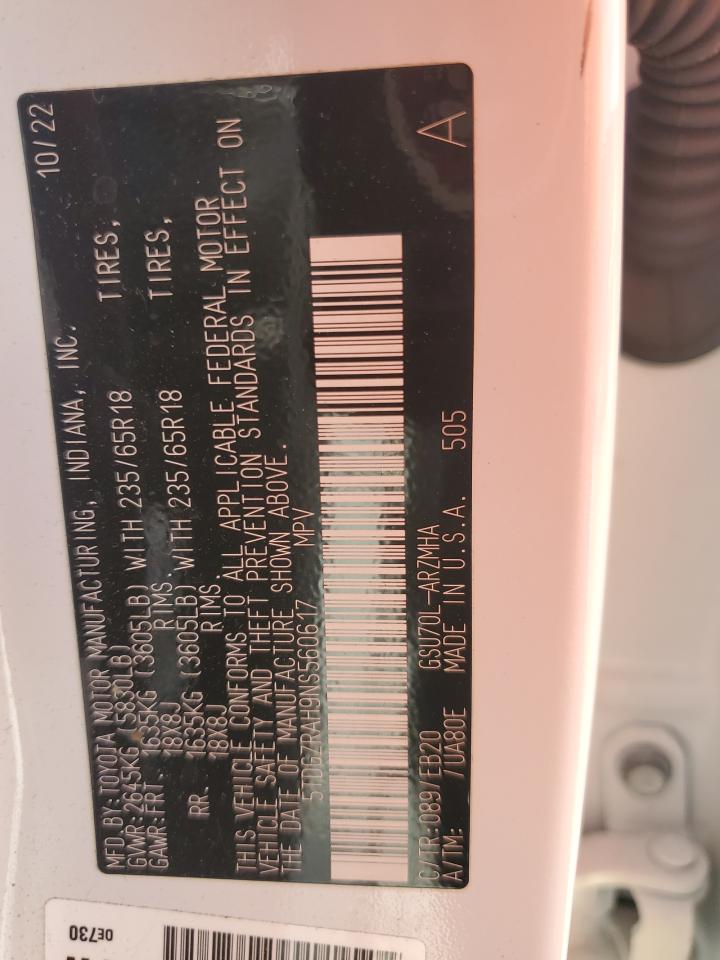 MFD. BY: TOYOTA MOTOR MANUFACTURING, INDIANA, INC. 10/22
GVWR: 2645KG (5830LB)
GAWR: FRT. 1635KG (3605LB) WITH 235/65R18 TIRES,
18X8J RIMS.
RR. 1635KG (3605LB) WITH 235/65R18 TIRES,
18X8J RIMS.
THIS VEHICLE CONFORMS TO ALL APPLICABLE FEDERAL MOTOR
VEHICLE SAFETY AND THEFT PREVENTION STANDARDS IN EFFECT ON
THE DATE OF MANUFACTURE SHOWN ABOVE.
5TDGZRAH9NS560617 MPV
C/TR: 089/EB20 GSU70L-ARZMHA A
A/TM: /UA80E MADE IN U.S.A. 505
0E730